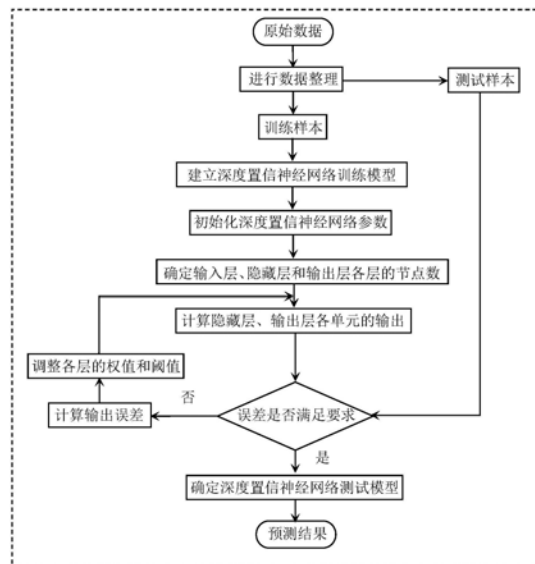 原始数据
进行数据整理
测试样本
训练样本
建立深度置信神经网络训练模型
初始化深度置信神经网络参数
确定输入层、隐藏层和输出层各层的节点数
计算隐藏层、输出层各单元的输出
调整各层的权值和阈值
否
计算输出误差
误差是否满足要求
是
确定深度置信神经网络测试模型
预测结果